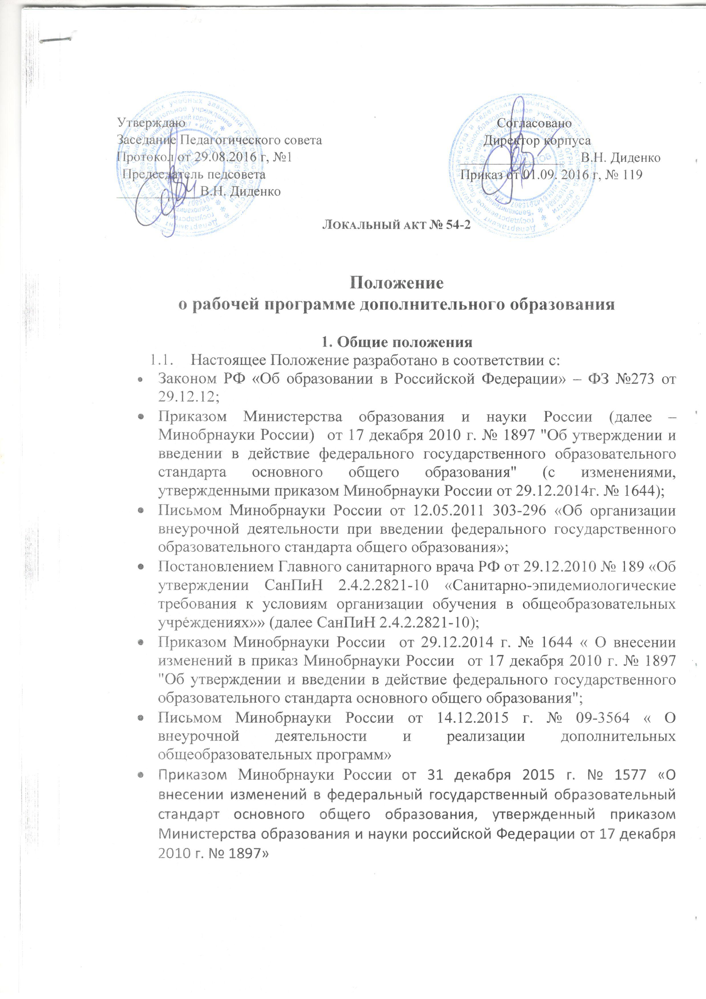 Утверждаю
Заседание Педагогического совета
Протокол от 29.08.2016 г, №1
Председатель педсовета
____________В.Н. Диденко
Согласовано
Директор корпуса
_______________ В.Н. Диденко
Приказ от 01.09. 2016 г, № 119
ЛОКАЛЬНЫЙ АКТ № 54-2
Положение
о рабочей программе дополнительного образования
1. Общие положения
1.1. Настоящее Положение разработано в соответствии с:
• Законом РФ «Об образовании в Российской Федерации» – ФЗ №273 от
29.12.12;
• Приказом Министерства образования и науки России (далее –
Минобрнауки России) от 17 декабря 2010 г. № 1897 "Об утверждении и
введении в действие федерального государственного образовательного
стандарта основного общего образования" (с изменениями,
утвержденными приказом Минобрнауки России от 29.12.2014г. № 1644);
• Письмом Минобрнауки России от 12.05.2011 303-296 «Об организации
внеурочной деятельности при введении федерального государственного
образовательного стандарта общего образования»;
• Постановлением Главного санитарного врача РФ от 29.12.2010 № 189 «Об
утверждении СанПиН 2.4.2.2821-10 «Санитарно-эпидемиологические
требования к условиям организации обучения в общеобразовательных
учреждениях»» (далее СанПиН 2.4.2.2821-10);
• Приказом Минобрнауки России от 29.12.2014 г. № 1644 « О внесении
изменений в приказ Минобрнауки России от 17 декабря 2010 г. № 1897
"Об утверждении и введении в действие федерального государственного
образовательного стандарта основного общего образования";
• Письмом Минобрнауки России от 14.12.2015 г. № 09-3564 « О
внеурочной деятельности и реализации дополнительных
общеобразовательных программ»
• Приказом Минобрнауки России от 31 декабря 2015 г. № 1577 «О
внесении изменений в федеральный государственный образовательный
стандарт основного общего образования, утвержденный приказом
Министерства образования и науки российской Федерации от 17 декабря
2010 г. № 1897»